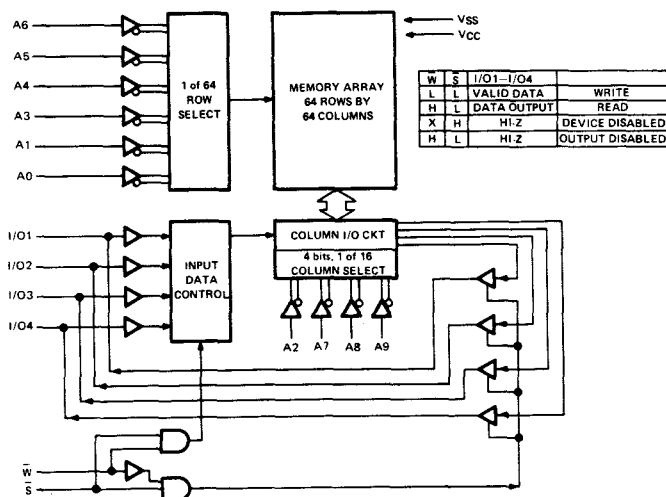 A6
A5
A4
A3
A1
A0
1 of 64
ROW
SELECT
MEMORY ARRAY
64 ROWS BY
64 COLUMNS
VSS
VCC
W̅ S̅ I/O1–I/O4
L L VALID DATA WRITE
H L DATA OUTPUT READ
X H HI-Z DEVICE DISABLED
H L HI-Z OUTPUT DISABLED
I/O1
I/O2
I/O3
I/O4
INPUT
DATA
CONTROL
COLUMN I/O CKT
4 bits, 1 of 16
COLUMN SELECT
A2 A7 A8 A9
W̅
S̅